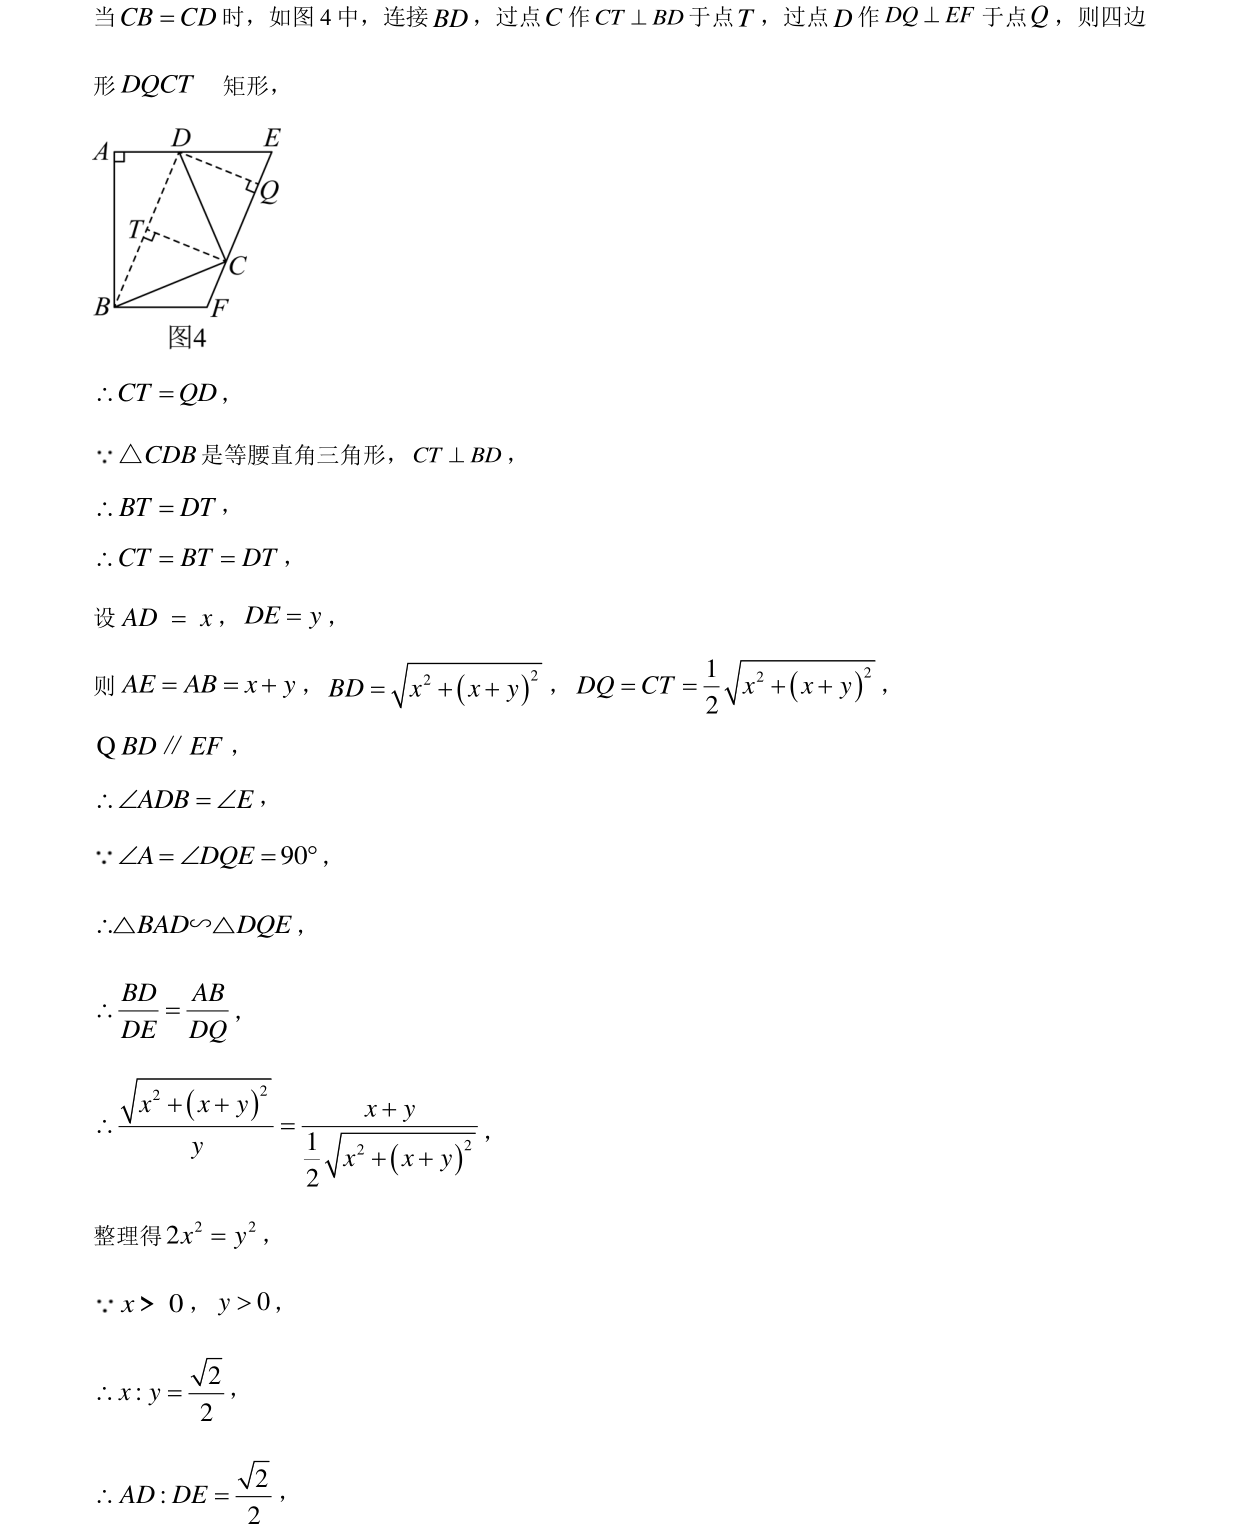 当CB = CD时，如图4中，连接BD，过点C作CT ⊥ BD于点T，过点D作DQ ⊥ EF于点Q，则四边
形DQCT 矩形，
A D E
Q
T
C
B F
图4
∴CT = QD，
∵△CDB是等腰直角三角形，CT ⊥ BD，
∴BT = DT，
∴CT = BT = DT，
设AD = x，DE = y，
则AE = AB = x + y，BD = √(x² + (x + y)²)，DQ = CT = 1/2 √(x² + (x + y)²)，
Q BD // EF，
∴∠ADB = ∠E，
∵∠A = ∠DQE = 90°，
∴△BAD∽△DQE，
∴BD/DE = AB/DQ，
∴√(x² + (x + y)²)/y = (x + y)/(1/2 √(x² + (x + y)²))，
整理得2x² = y²，
∵x > 0，y > 0，
∴x : y = √2/2，
∴AD : DE = √2/2，